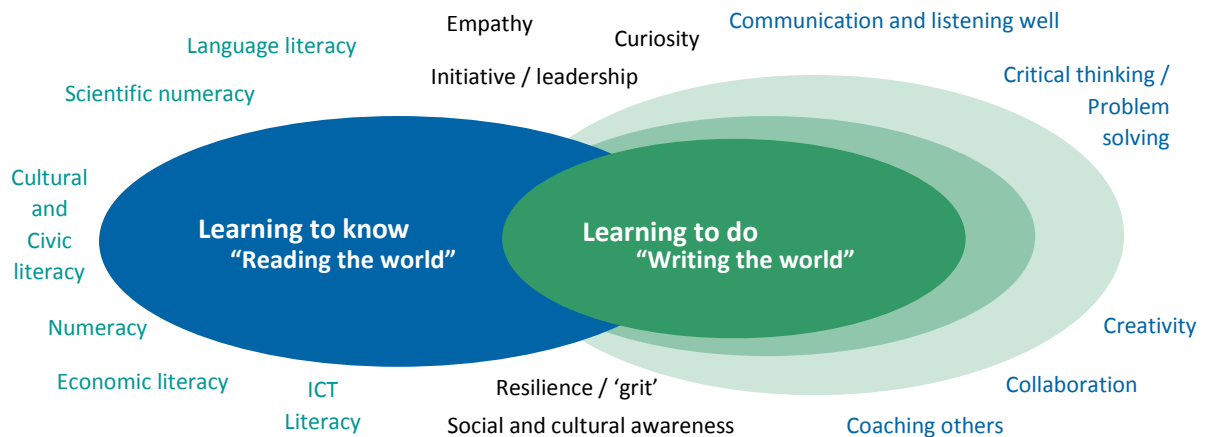 Empathy
Communication and listening well
Curiosity
Language literacy
Initiative / leadership
Critical thinking /
Problem
solving
Scientific numeracy
Cultural
and
Civic
literacy
Learning to know
“Reading the world”
Learning to do
“Writing the world”
Numeracy
Creativity
Economic literacy
ICT
Literacy
Resilience / ‘grit’
Collaboration
Social and cultural awareness
Coaching others